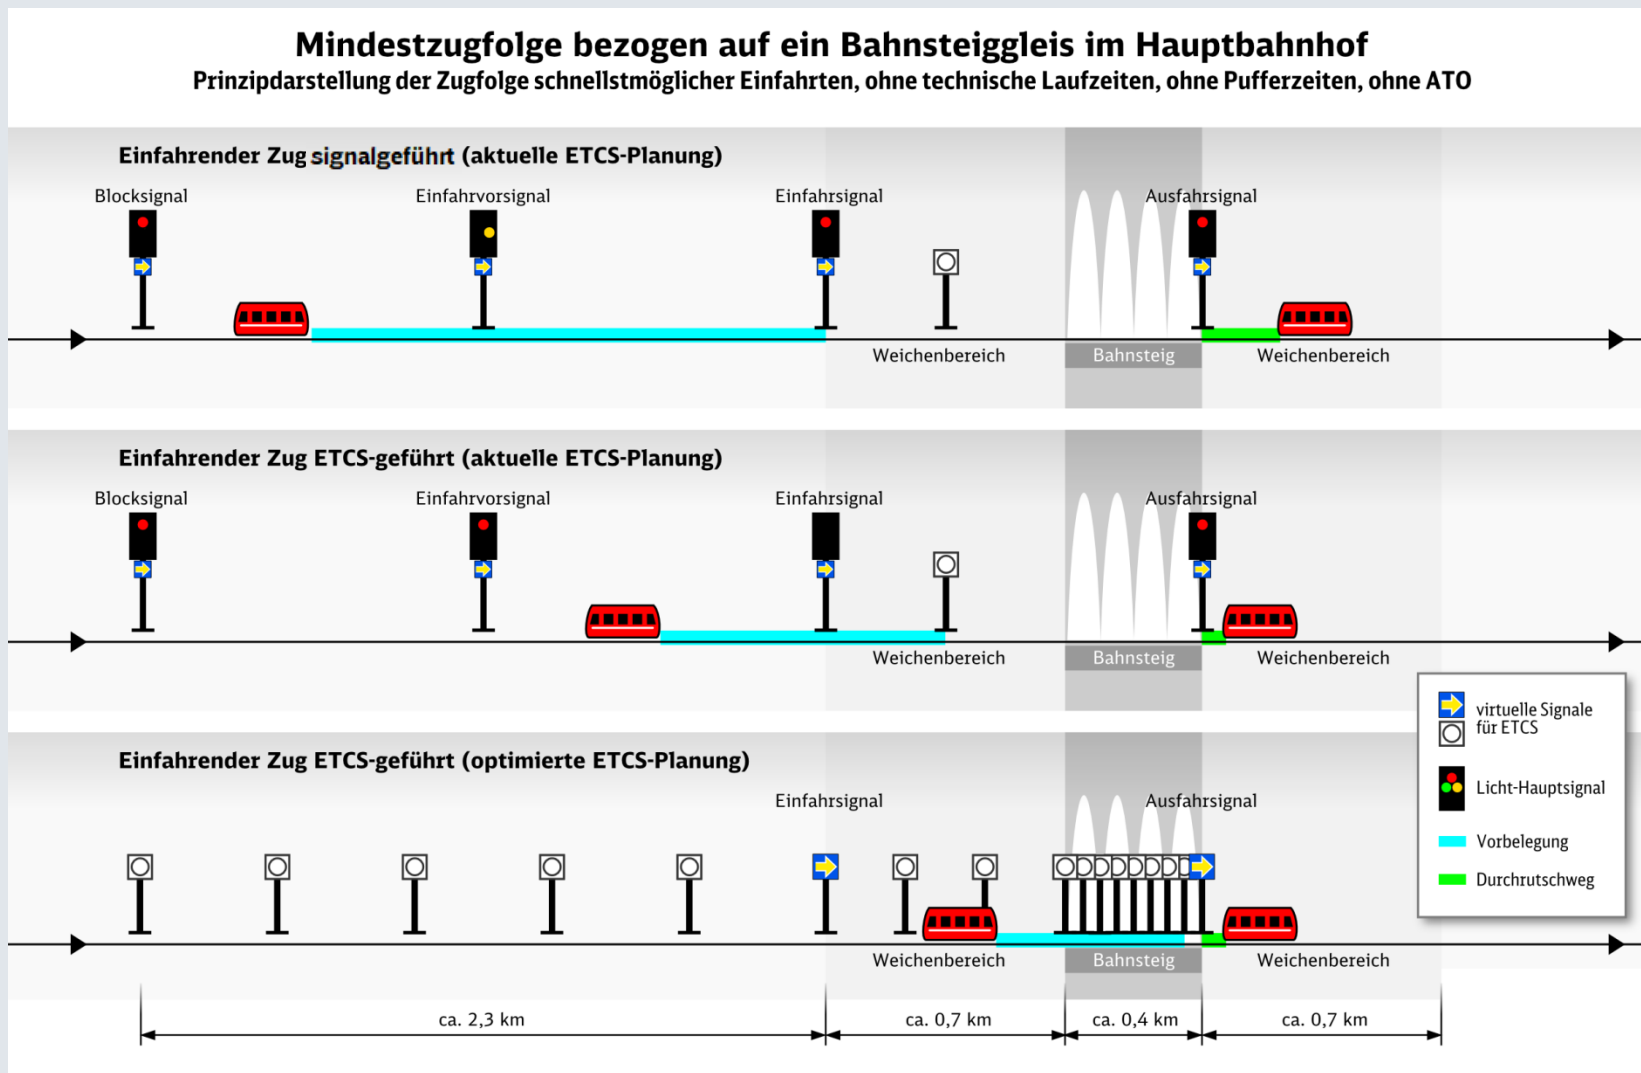 Mindestzugfolge bezogen auf ein Bahnsteiggleis im Hauptbahnhof
Prinzipdarstellung der Zugfolge schnellstmöglicher Einfahrten, ohne technische Laufzeiten, ohne Pufferzeiten, ohne ATO
Einfahrender Zug signalgeführt (aktuelle ETCS-Planung)
Blocksignal
Einfahrvorsignal
Einfahrsignal
Ausfahrsignal
Weichenbereich
Bahnsteig
Weichenbereich
Einfahrender Zug ETCS-geführt (aktuelle ETCS-Planung)
Blocksignal
Einfahrvorsignal
Einfahrsignal
Ausfahrsignal
Weichenbereich
Bahnsteig
Weichenbereich
virtuelle Signale
für ETCS
Licht-Hauptsignal
Vorbelegung
Durchrutschweg
Einfahrender Zug ETCS-geführt (optimierte ETCS-Planung)
Einfahrsignal
Ausfahrsignal
Weichenbereich
Bahnsteig
Weichenbereich
ca. 2,3 km
ca. 0,7 km
ca. 0,4 km
ca. 0,7 km